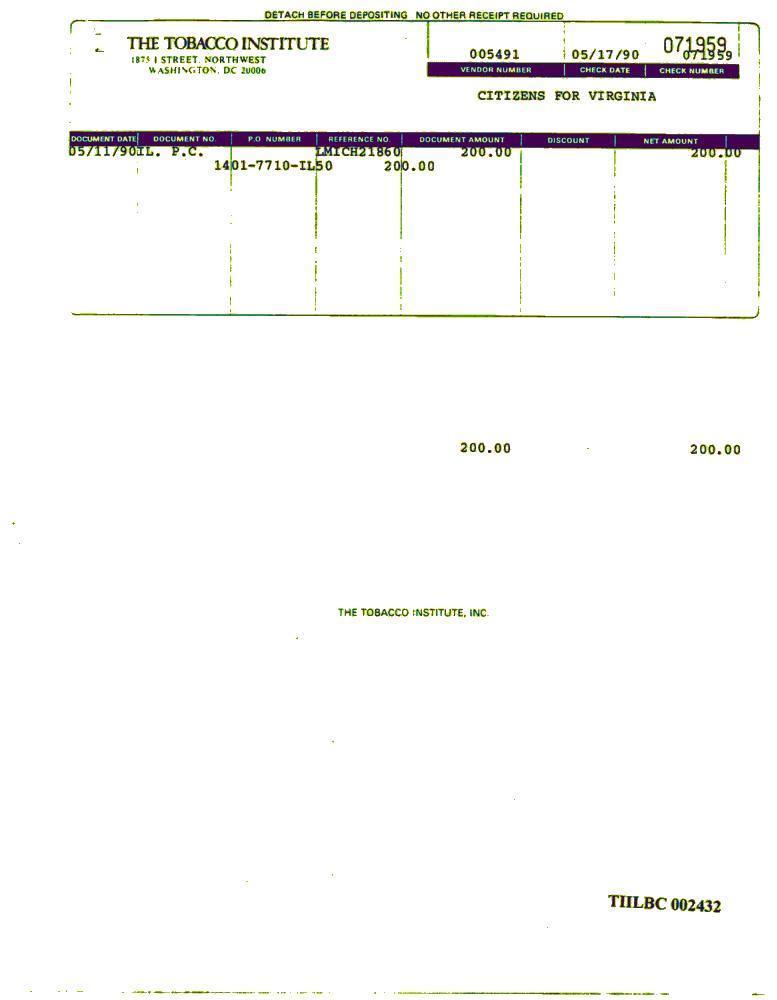 DETACH BEFORE DEPOSITING NO OTHER RECEIPT REQUIRED
THE TOBACCO INSTITUTE
1875 I STREET, NORTHWEST
WASHINGTON, DC 20006
005491 05/17/90 071959
071959
VENDOR NUMBER CHECK DATE CHECK NUMBER
CITIZENS FOR VIRGINIA
DOCUMENT DATE DOCUMENT NO. P.O. NUMBER REFERENCE NO. DOCUMENT AMOUNT DISCOUNT NET AMOUNT
05/11/90IL. P.C. LMICH21860 200.00 200.00
1401-7710-IL50 200.00
200.00 200.00
THE TOBACCO INSTITUTE, INC.
TIILBC 002432